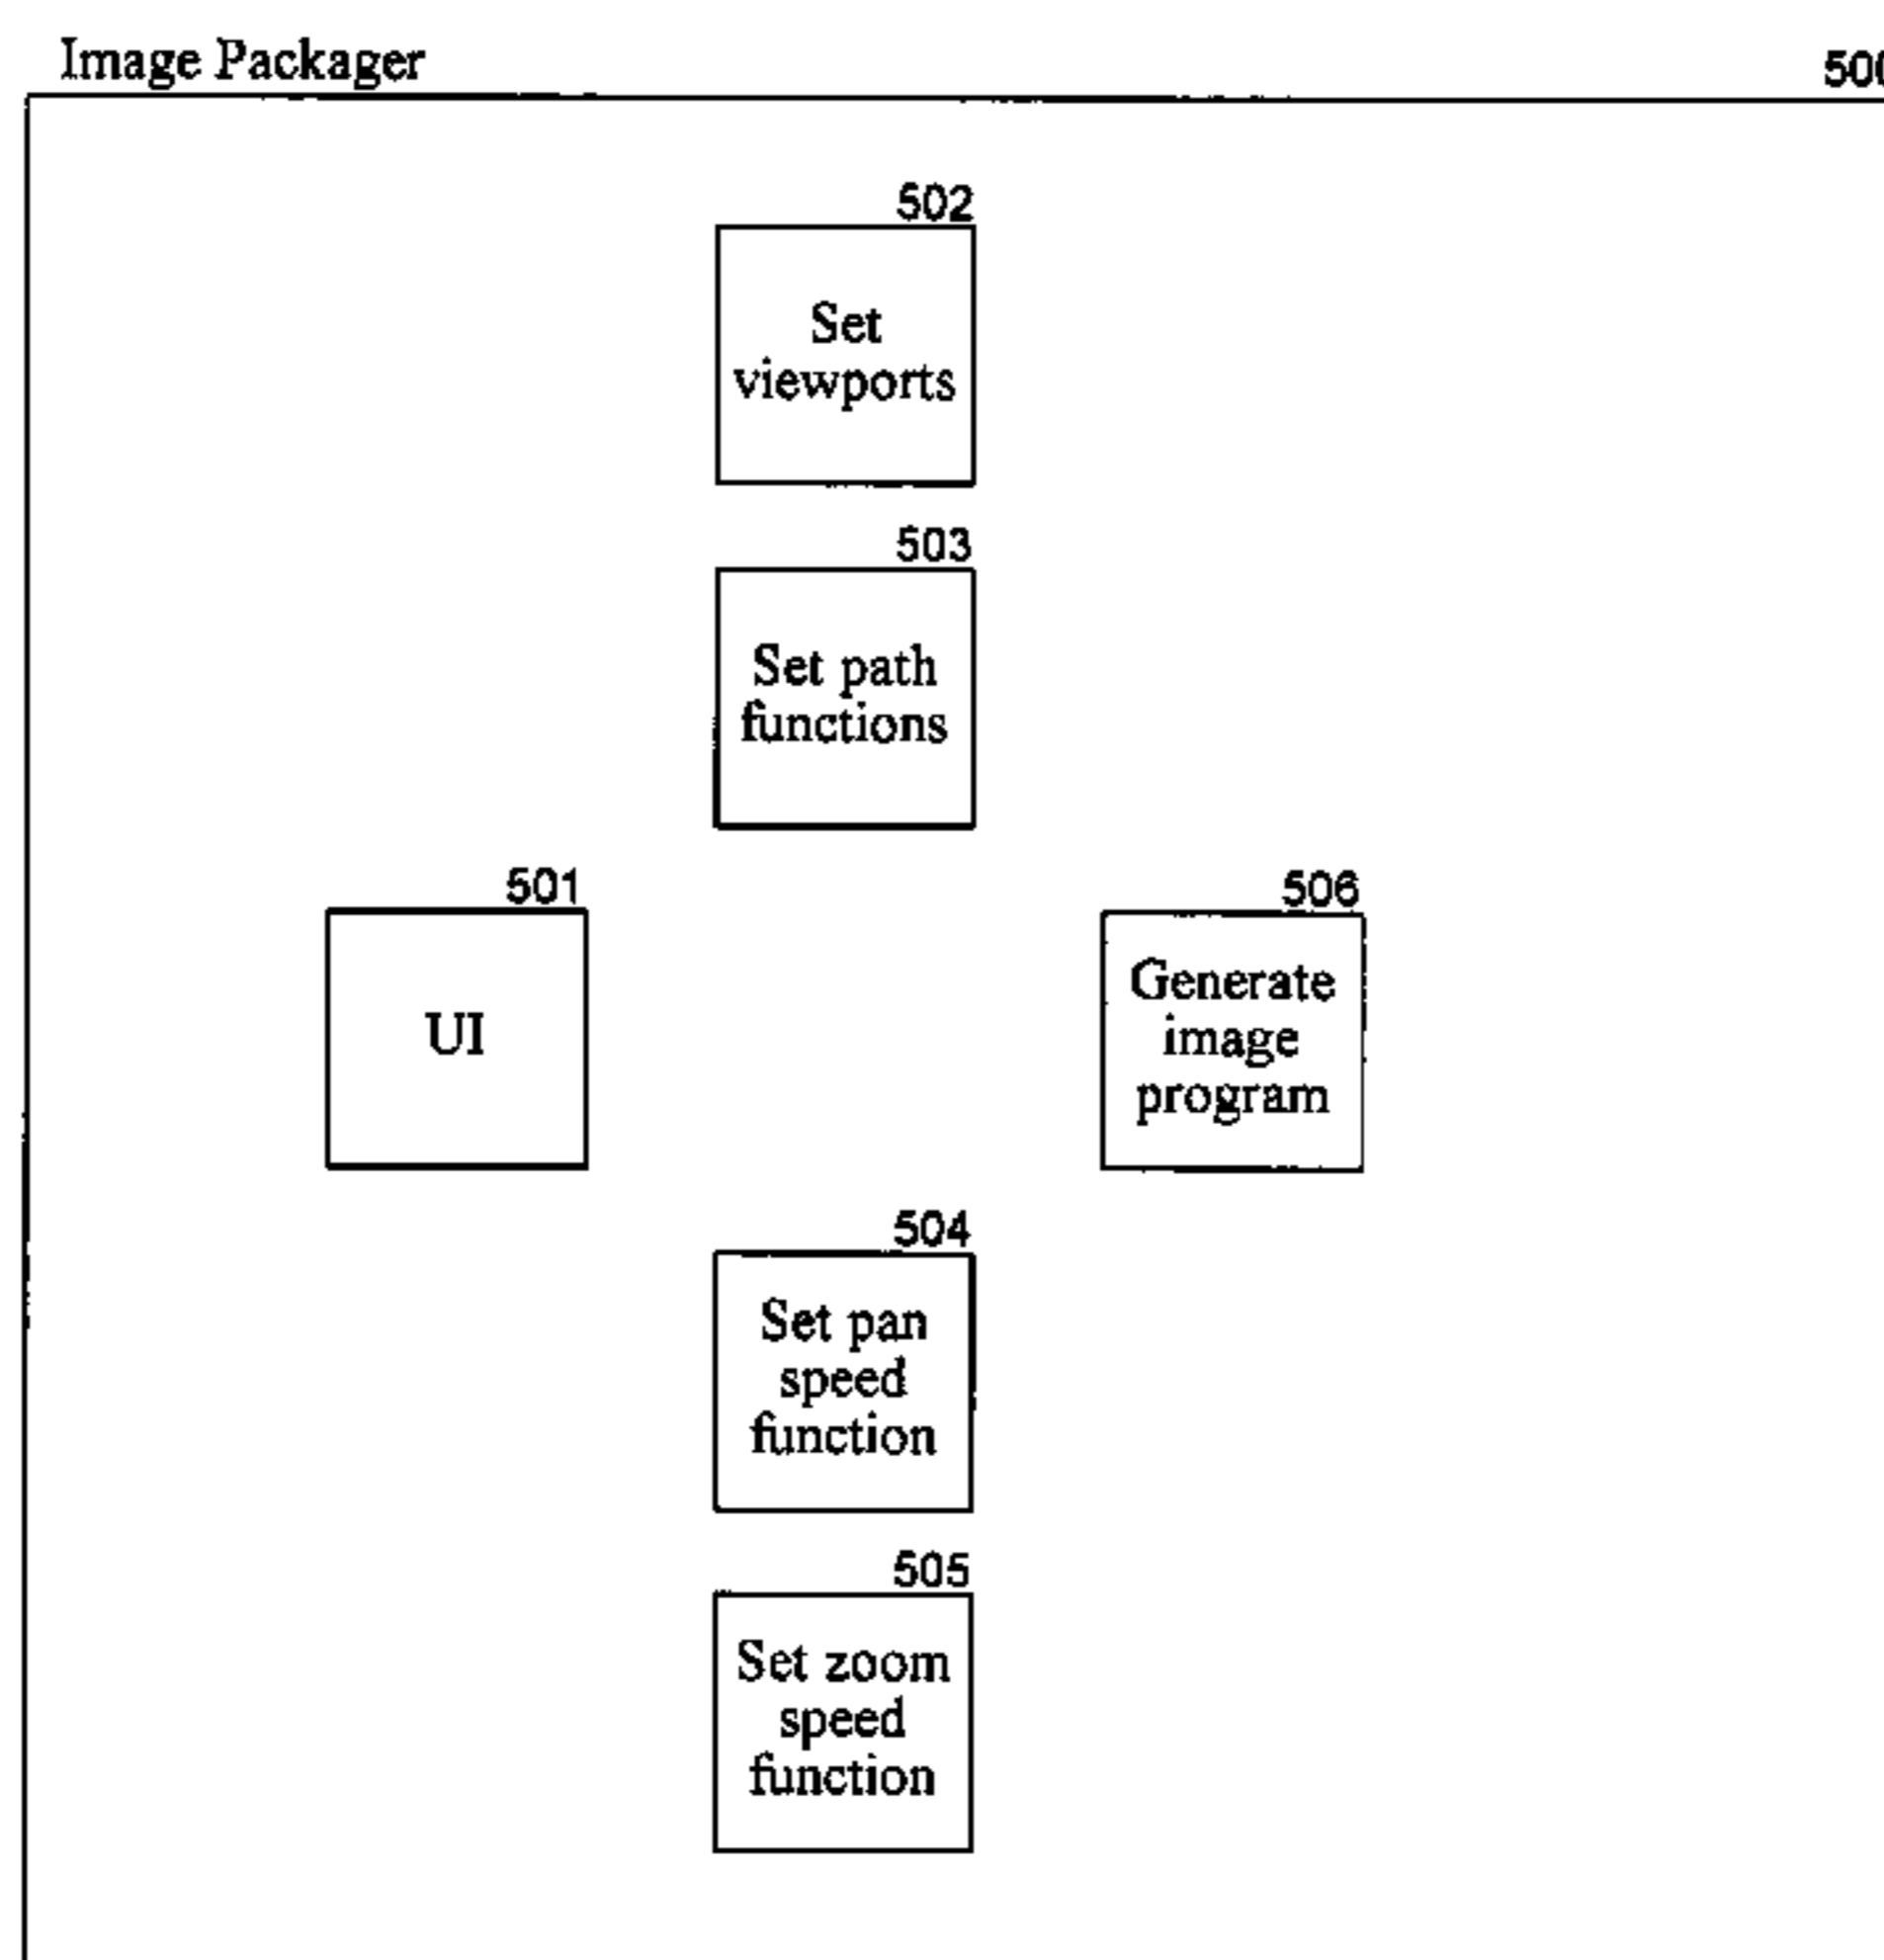 Image Packager
500
502
Set
viewports
503
Set path
functions
501
UI
506
Generate
image
program
504
Set pan
speed
function
505
Set zoom
speed
function